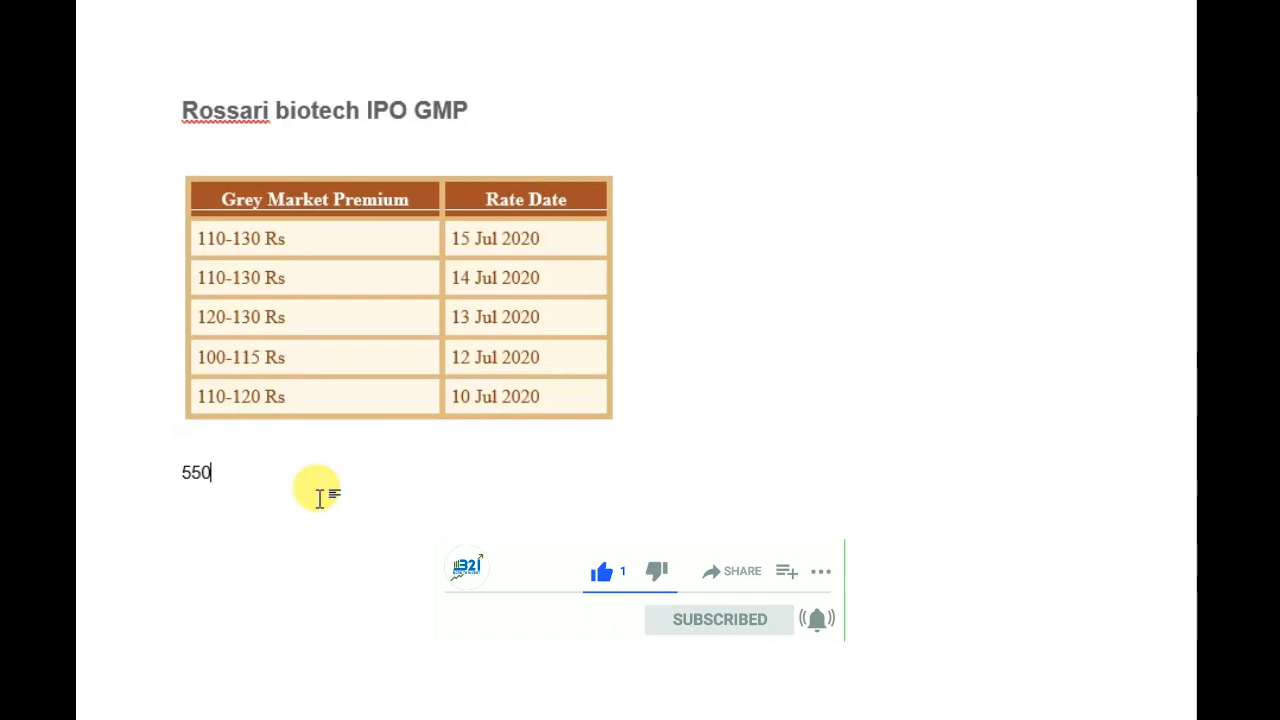 Rossari biotech IPO GMP
Grey Market Premium Rate Date
110-130 Rs 15 Jul 2020
110-130 Rs 14 Jul 2020
120-130 Rs 13 Jul 2020
100-115 Rs 12 Jul 2020
110-120 Rs 10 Jul 2020
550
B2I
1 SHARE
SUBSCRIBED